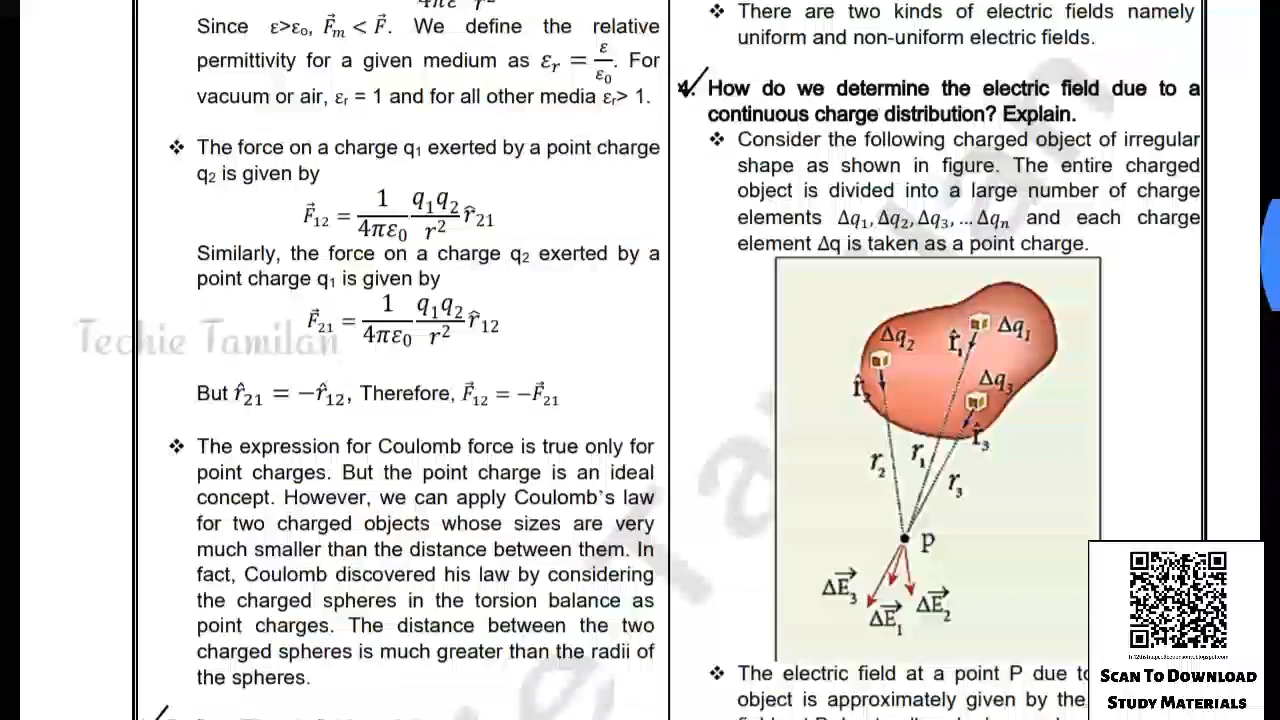 Since ε>ε₀, F⃗ₘ < F⃗. We define the relative
permittivity for a given medium as εᵣ = ε/ε₀. For
vacuum or air, εᵣ = 1 and for all other media εᵣ> 1.
❖ The force on a charge q₁ exerted by a point charge
q₂ is given by
F⃗₁₂ = 1/4πε₀ q₁q₂/r² r̂₂₁
Similarly, the force on a charge q₂ exerted by a
point charge q₁ is given by
F⃗₂₁ = 1/4πε₀ q₁q₂/r² r̂₁₂
Techie Tamilan
But r̂₂₁ = −r̂₁₂, Therefore, F⃗₁₂ = −F⃗₂₁
❖ The expression for Coulomb force is true only for
point charges. But the point charge is an ideal
concept. However, we can apply Coulomb's law
for two charged objects whose sizes are very
much smaller than the distance between them. In
fact, Coulomb discovered his law by considering
the charged spheres in the torsion balance as
point charges. The distance between the two
charged spheres is much greater than the radii of
the spheres.
❖ There are two kinds of electric fields namely
uniform and non-uniform electric fields.
4. How do we determine the electric field due to a
continuous charge distribution? Explain.
❖ Consider the following charged object of irregular
shape as shown in figure. The entire charged
object is divided into a large number of charge
elements Δq₁, Δq₂, Δq₃, … Δqₙ and each charge
element Δq is taken as a point charge.
Δq₁
Δq₂
r̂₁
Δq₃
r̂₂
r̂₃
r₁
r₂
r₃
P
ΔE⃗₃
ΔE⃗₂
ΔE⃗₁
❖ The electric field at a point P due to
object is approximately given by the
SCAN TO DOWNLOAD
STUDY MATERIALS